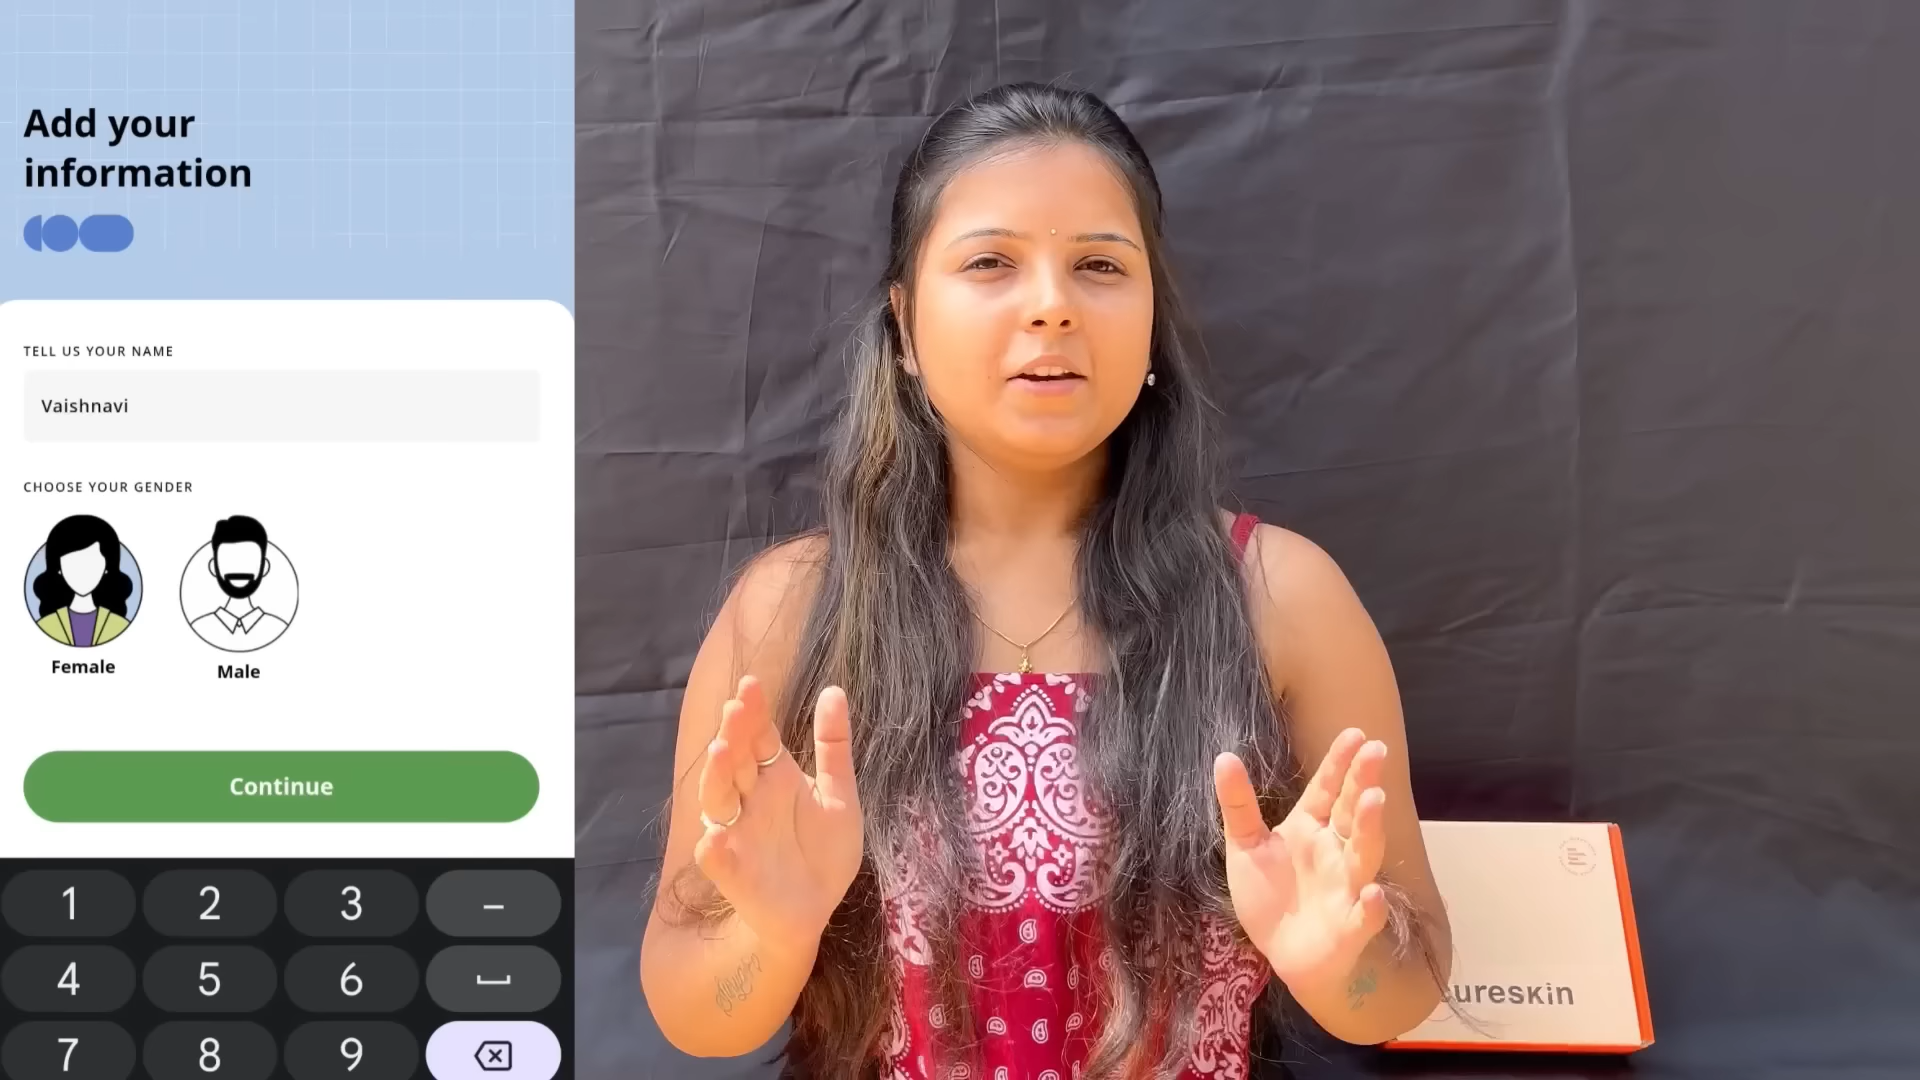 Add your
information
TELL US YOUR NAME
Vaishnavi
CHOOSE YOUR GENDER
Female
Male
Continue
1 2 3 –
4 5 6
7 8 9
cureskin